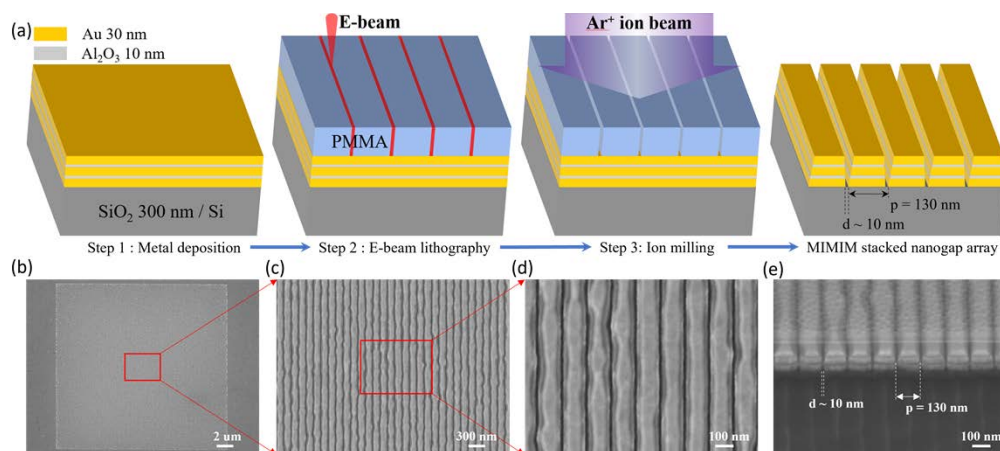 (a)
Au 30 nm
Al₂O₃ 10 nm
E-beam
Ar⁺ ion beam
PMMA
SiO₂ 300 nm / Si
p = 130 nm
d ~ 10 nm
Step 1 : Metal deposition
Step 2 : E-beam lithography
Step 3: Ion milling
MIMIM stacked nanogap array
(b)
(c)
(d)
(e)
2 um
300 nm
100 nm
d ~ 10 nm
p = 130 nm
100 nm